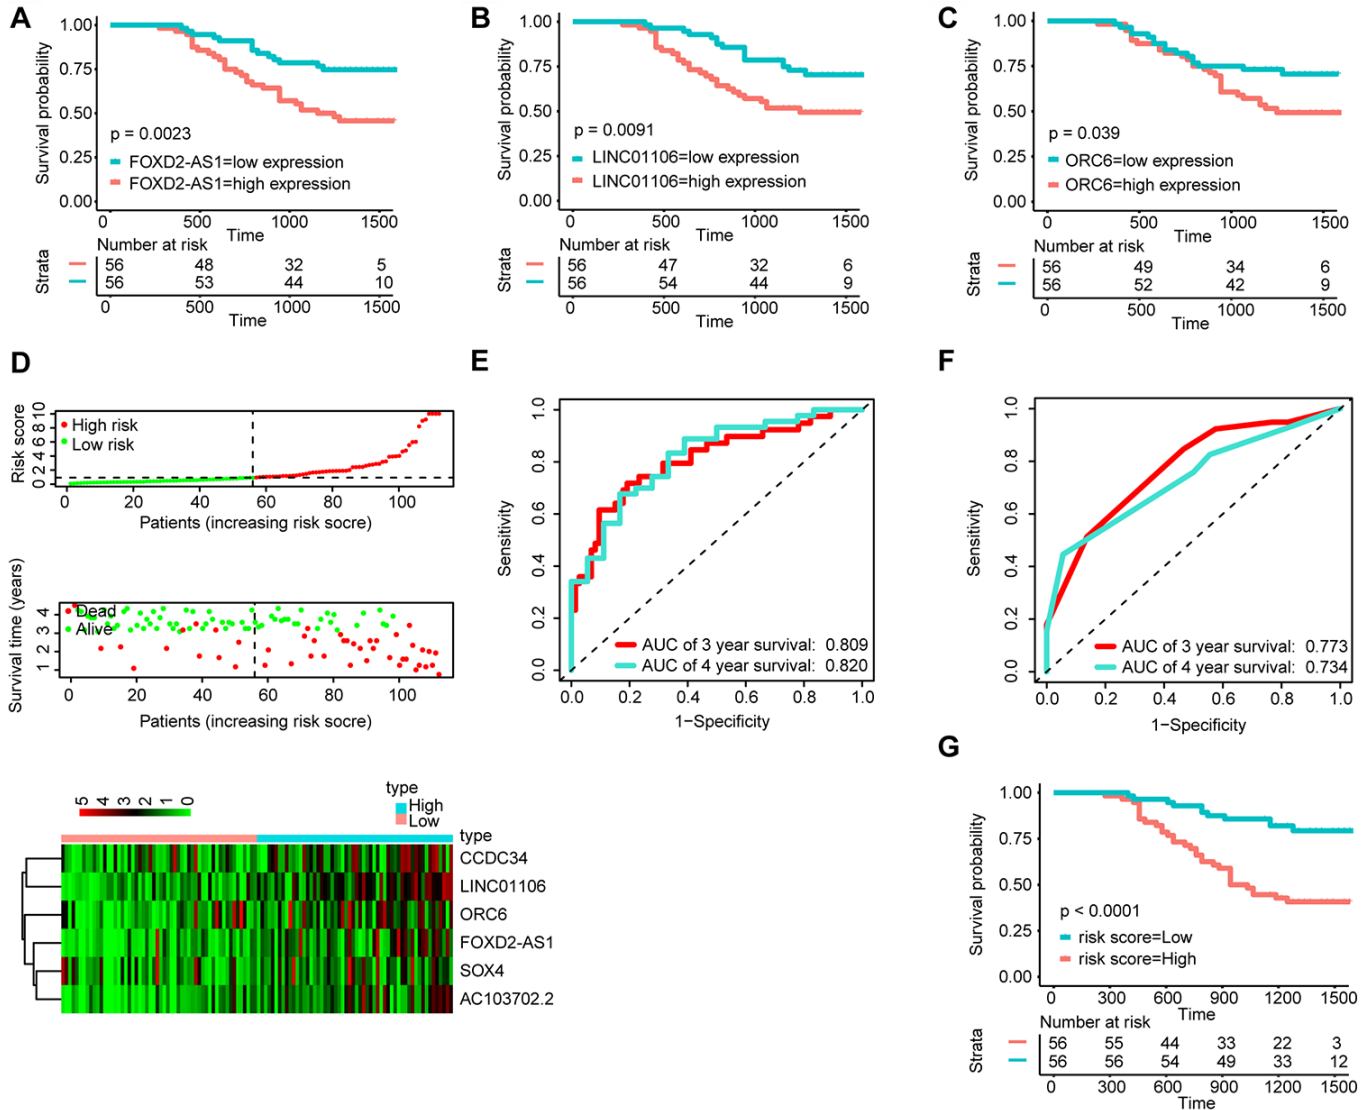 A
1.00
0.75
0.50
0.25
0.00
Survival probability
p = 0.0023
FOXD2-AS1=low expression
FOXD2-AS1=high expression
500 1000 1500
Time
Number at risk
Strata
56 48 32 5
56 53 44 10
0 500 1000 1500
Time
B
1.00
0.75
0.50
0.25
0.00
Survival probability
p = 0.0091
LINC01106=low expression
LINC01106=high expression
0 500 1000 1500
Time
Number at risk
Strata
56 47 32 6
56 54 44 9
0 500 1000 1500
Time
C
1.00
0.75
0.50
0.25
0.00
Survival probability
p = 0.039
ORC6=low expression
ORC6=high expression
0 500 1000 1500
Time
Number at risk
Strata
56 49 34 6
56 52 42 9
0 500 1000 1500
Time
D
Risk score
0 2 4 6 8 10
High risk
Low risk
0 20 40 60 80 100
Patients (increasing risk socre)
Survival time (years)
1 2 3 4
Dead
Alive
0 20 40 60 80 100
Patients (increasing risk socre)
5 4 3 2 1 0
type
High
Low
type
CCDC34
LINC01106
ORC6
FOXD2-AS1
SOX4
AC103702.2
E
Sensitivity
0.0 0.2 0.4 0.6 0.8 1.0
AUC of 3 year survival: 0.809
AUC of 4 year survival: 0.820
0.0 0.2 0.4 0.6 0.8 1.0
1−Specificity
F
Sensitivity
0.0 0.2 0.4 0.6 0.8 1.0
AUC of 3 year survival: 0.773
AUC of 4 year survival: 0.734
0.0 0.2 0.4 0.6 0.8 1.0
1−Specificity
G
1.00
0.75
0.50
0.25
0.00
Survival probability
p < 0.0001
risk score=Low
risk score=High
0 300 600 900 1200 1500
Time
Number at risk
Strata
56 55 44 33 22 3
56 56 54 49 33 12
0 300 600 900 1200 1500
Time